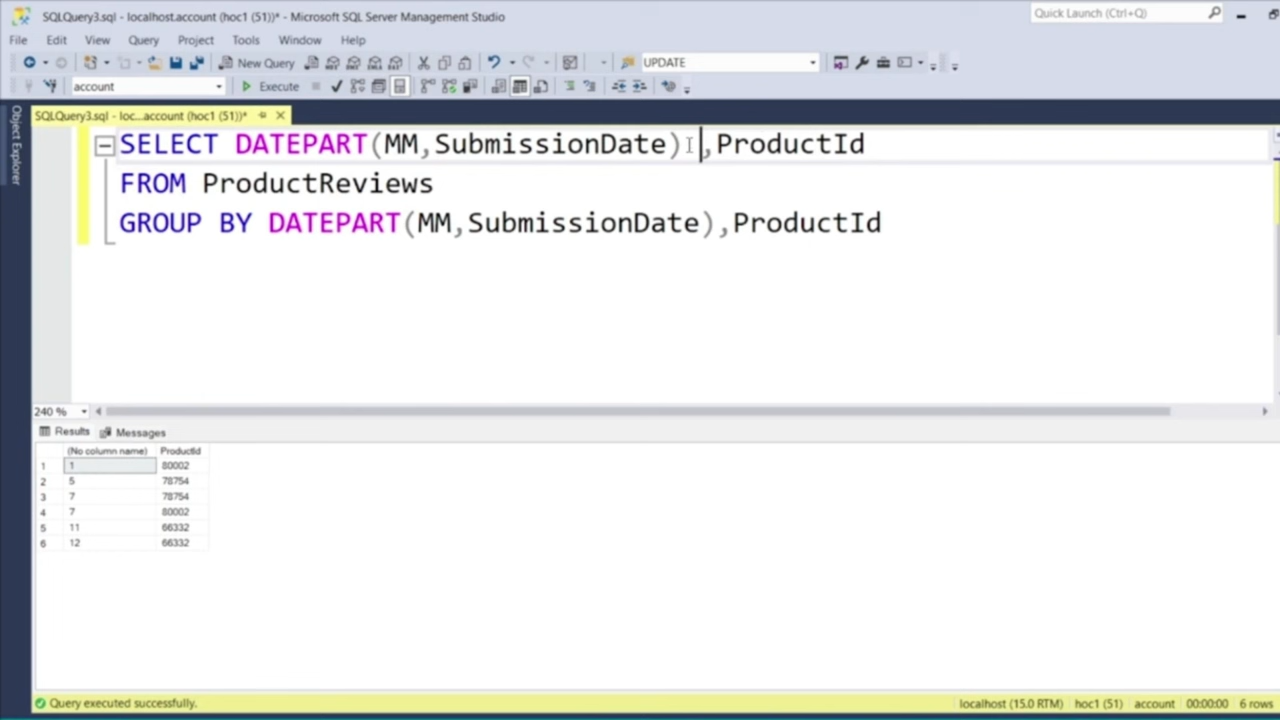 SQLQuery3.sql - localhost.account (hoc1 (51))* - Microsoft SQL Server Management Studio
Quick Launch (Ctrl+Q)
File Edit View Query Project Tools Window Help
New Query UPDATE
account Execute
SQLQuery3.sql - loc...account (hoc1 (51))*
Object Explorer
SELECT DATEPART(MM,SubmissionDate) ,ProductId
FROM ProductReviews
GROUP BY DATEPART(MM,SubmissionDate),ProductId
240 %
Results Messages
(No column name) ProductId
1 1 80002
2 5 78754
3 7 78754
4 7 80002
5 11 66332
6 12 66332
Query executed successfully. localhost (15.0 RTM) hoc1 (51) account 00:00:00 6 rows